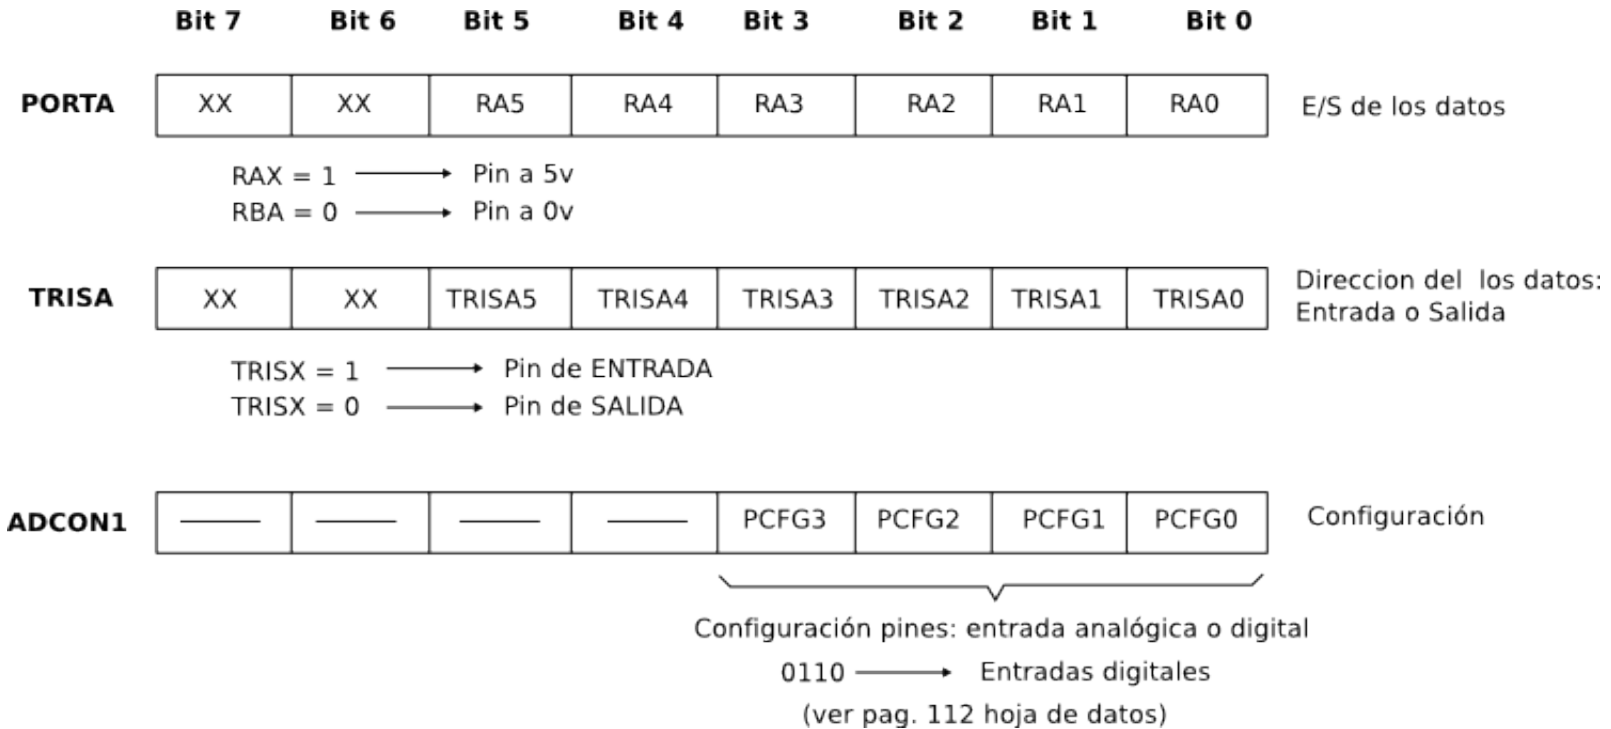 Bit 7 Bit 6 Bit 5 Bit 4 Bit 3 Bit 2 Bit 1 Bit 0
PORTA XX XX RA5 RA4 RA3 RA2 RA1 RA0 E/S de los datos
RAX = 1 Pin a 5v
RBA = 0 Pin a 0v
TRISA XX XX TRISA5 TRISA4 TRISA3 TRISA2 TRISA1 TRISA0 Direccion del los datos:
Entrada o Salida
TRISX = 1 Pin de ENTRADA
TRISX = 0 Pin de SALIDA
ADCON1 PCFG3 PCFG2 PCFG1 PCFG0 Configuración
Configuración pines: entrada analógica o digital
0110 Entradas digitales
(ver pag. 112 hoja de datos)